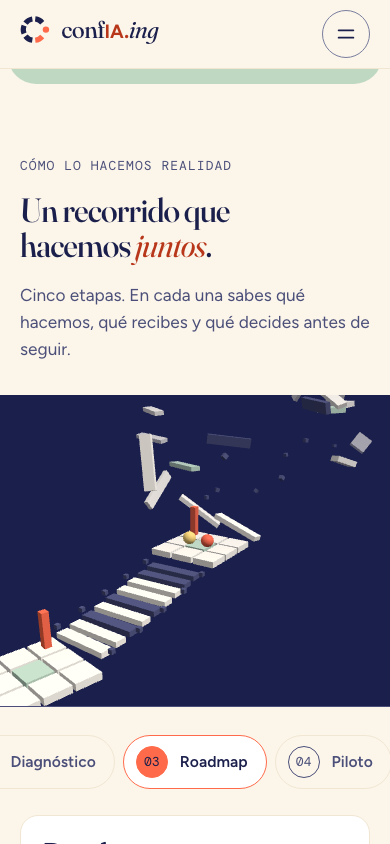 confIA.ing
CÓMO LO HACEMOS REALIDAD
Un recorrido que
hacemos juntos.
Cinco etapas. En cada una sabes qué
hacemos, qué recibes y qué decides antes de
seguir.
Diagnóstico
03 Roadmap
04 Piloto